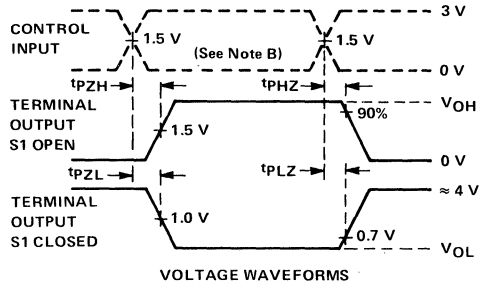 3 V
CONTROL
INPUT
1.5 V
(See Note B)
1.5 V
0 V
tPZH
tPHZ
TERMINAL
OUTPUT
S1 OPEN
1.5 V
90%
VOH
0 V
tPZL
tPLZ
TERMINAL
OUTPUT
S1 CLOSED
≈ 4 V
1.0 V
0.7 V
VOL
VOLTAGE WAVEFORMS